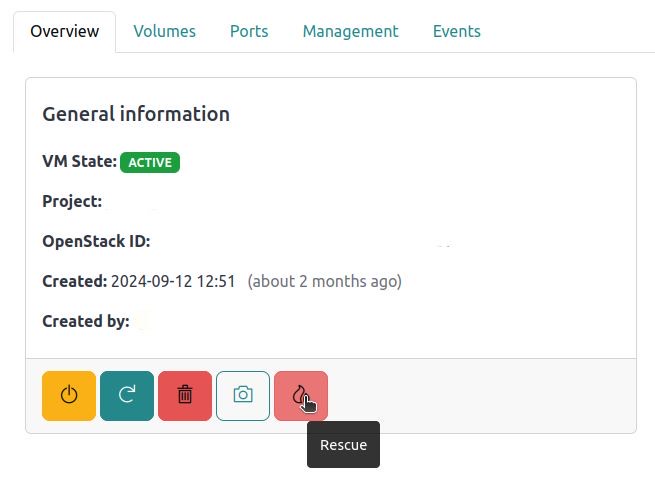 Overview Volumes Ports Management Events
General information
VM State: ACTIVE
Project:
OpenStack ID:
Created: 2024-09-12 12:51 (about 2 months ago)
Created by:
Rescue